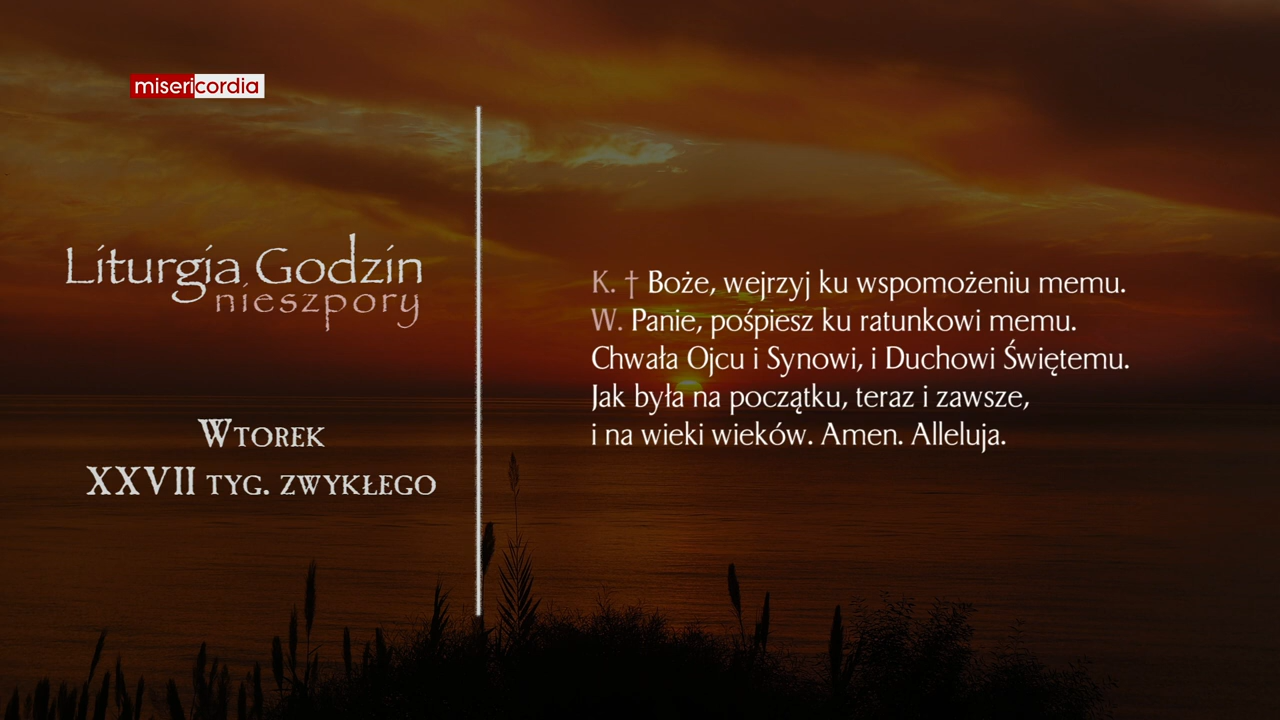 misericordia
Liturgia Godzin
nieszpory
Wtorek
XXVII tyg. zwykłego
K. † Boże, wejrzyj ku wspomożeniu memu.
W. Panie, pośpiesz ku ratunkowi memu.
Chwała Ojcu i Synowi, i Duchowi Świętemu.
Jak była na początku, teraz i zawsze,
i na wieki wieków. Amen. Alleluja.